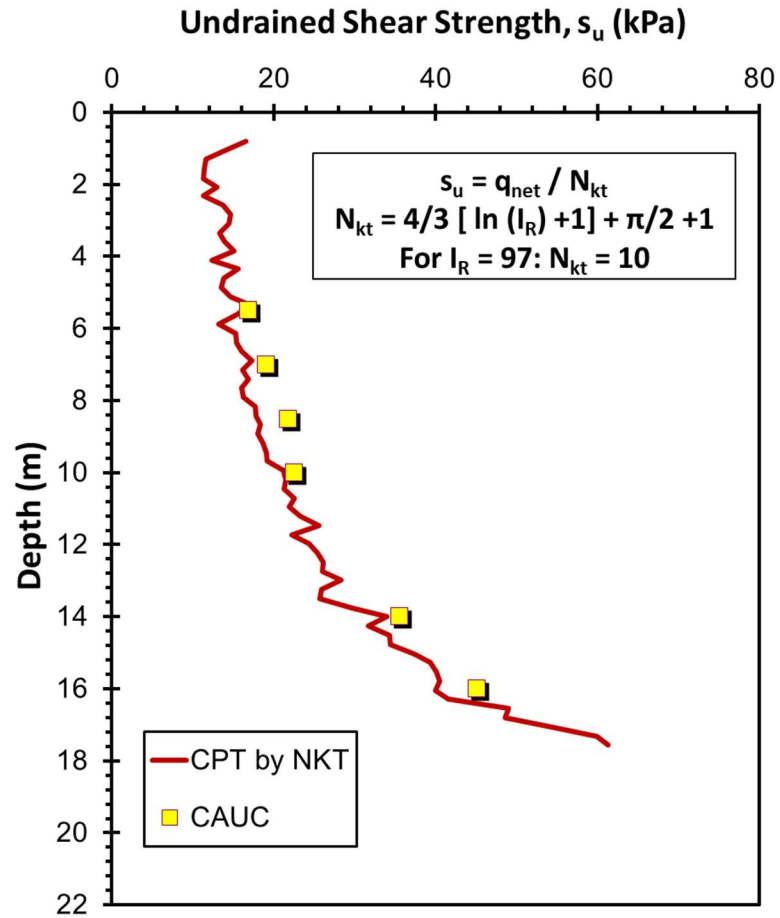 Undrained Shear Strength, su (kPa)
0 20 40 60 80
0
2
4
6
8
10
12
14
16
18
20
22
Depth (m)
su = qnet / Nkt
Nkt = 4/3 [ ln (IR) +1] + π/2 +1
For IR = 97: Nkt = 10
CPT by NKT
CAUC